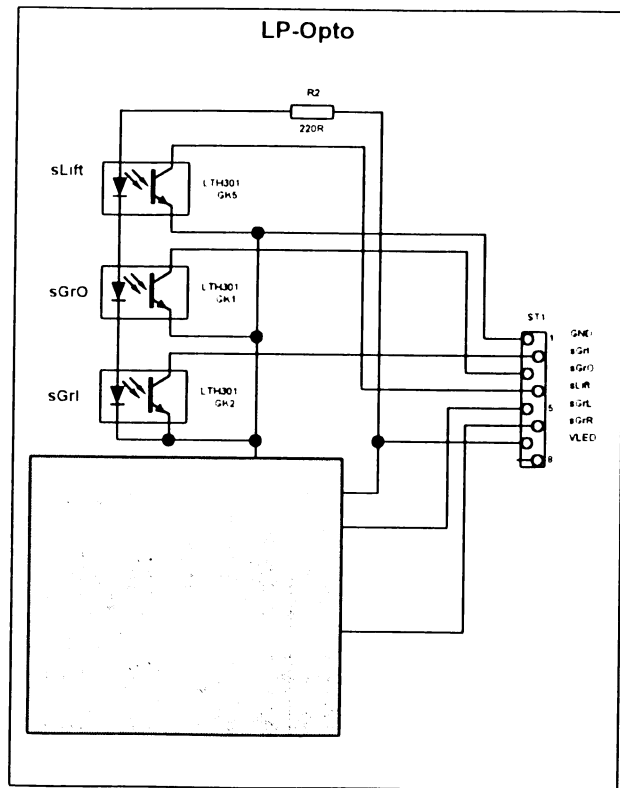 LP-Opto
R2
220R
sLift
LTH301
GK5
sGrO
LTH301
GK1
sGrI
LTH301
GK2
ST1
1 GND
sGrI
sGrO
sLift
5 sGrL
sGrR
VLED
8